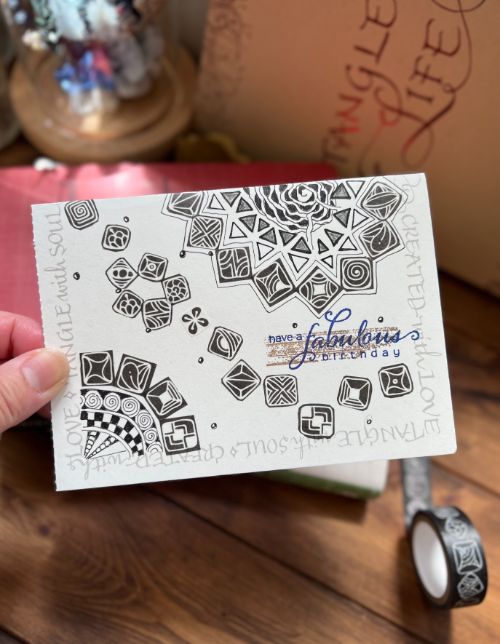 TANGLE
LIFE
TANGLE with SOUL
CREATED with LOVE
have a
fabulous
birthday
LOVE TANGLE with SOUL
CREATED with
TANGLE with SOUL